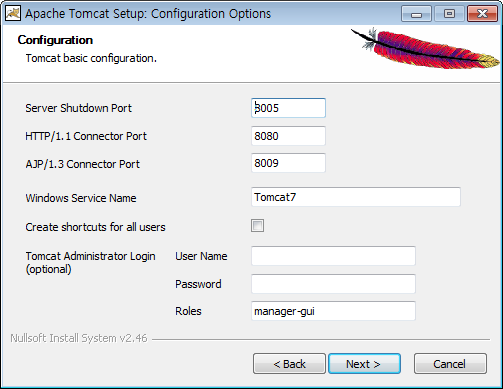 Apache Tomcat Setup: Configuration Options
Configuration
Tomcat basic configuration.
Server Shutdown Port 8005
HTTP/1.1 Connector Port 8080
AJP/1.3 Connector Port 8009
Windows Service Name Tomcat7
Create shortcuts for all users
Tomcat Administrator Login User Name
(optional)
Password
Roles manager-gui
Nullsoft Install System v2.46
< Back Next > Cancel